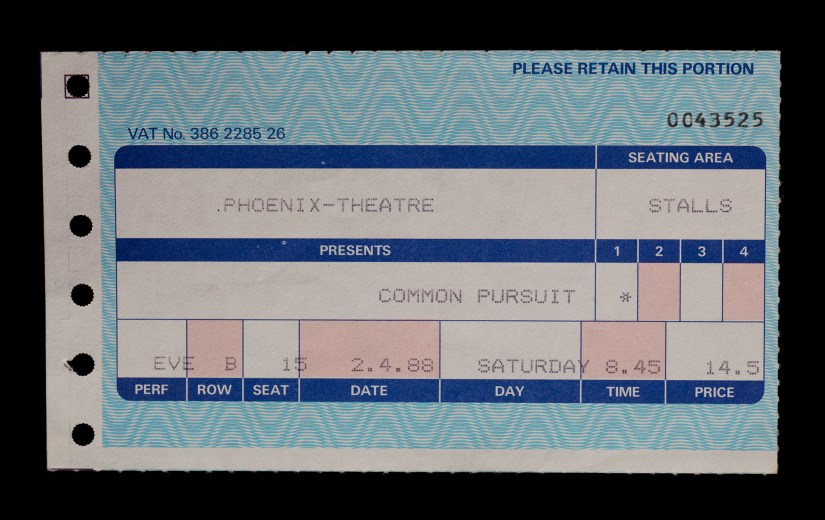 PLEASE RETAIN THIS PORTION
0043525
VAT No. 386 2285 26
SEATING AREA
.PHOENIX-THEATRE STALLS
PRESENTS 1 2 3 4
COMMON PURSUIT *
EVE B 15 2.4.88 SATURDAY 8.45 14.5
PERF ROW SEAT DATE DAY TIME PRICE